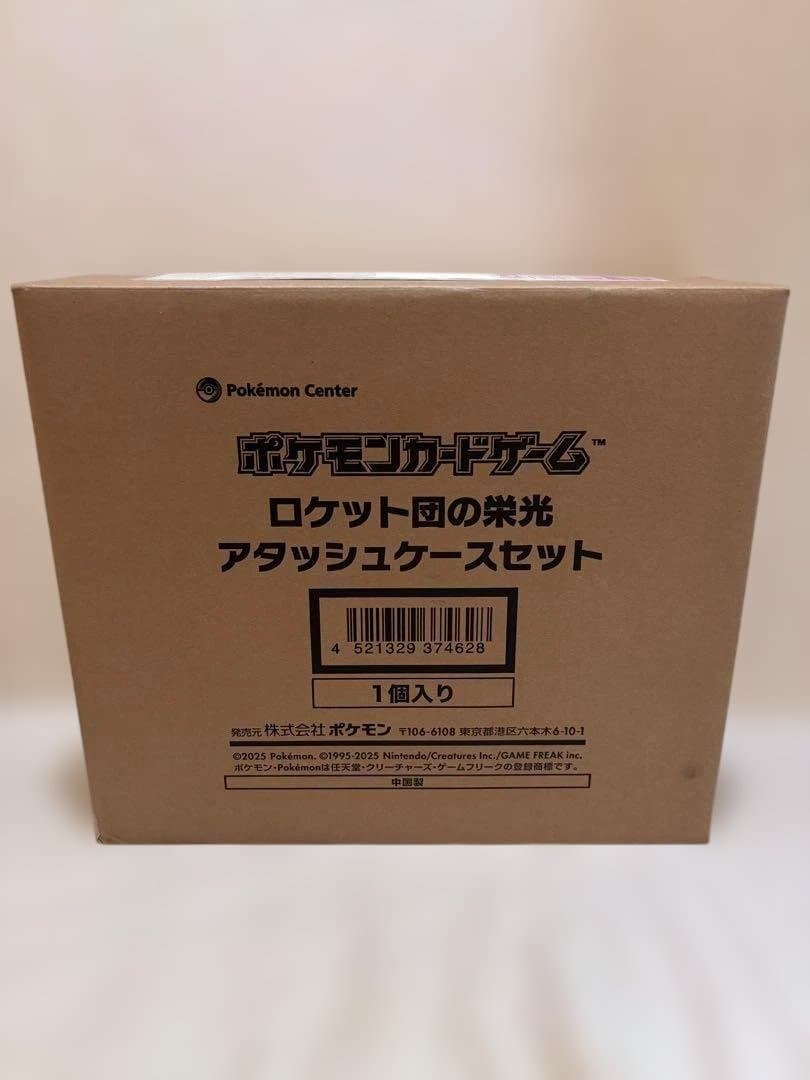 Pokémon Center
ポケモンカードゲーム™
ロケット団の栄光
アタッシュケースセット
4 521329 374628
1個入り
発売元 株式会社 ポケモン 〒106-6108 東京都港区六本木6-10-1
©2025 Pokémon. ©1995-2025 Nintendo/Creatures Inc./GAME FREAK inc.
ポケモン・Pokémonは任天堂・クリーチャーズ・ゲームフリークの登録商標です。
中国製